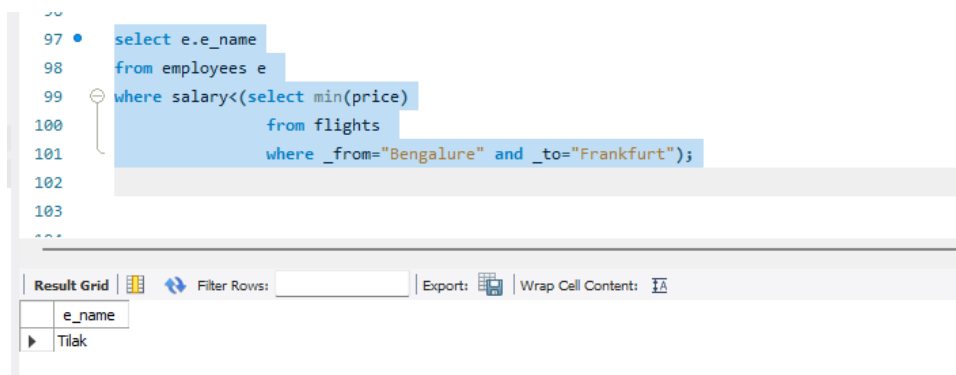 97 select e.e_name
98 from employees e
99 where salary<(select min(price)
100 from flights
101 where _from="Bengalure" and _to="Frankfurt");
102
103
Result Grid Filter Rows: Export: Wrap Cell Content: IA
e_name
Tilak